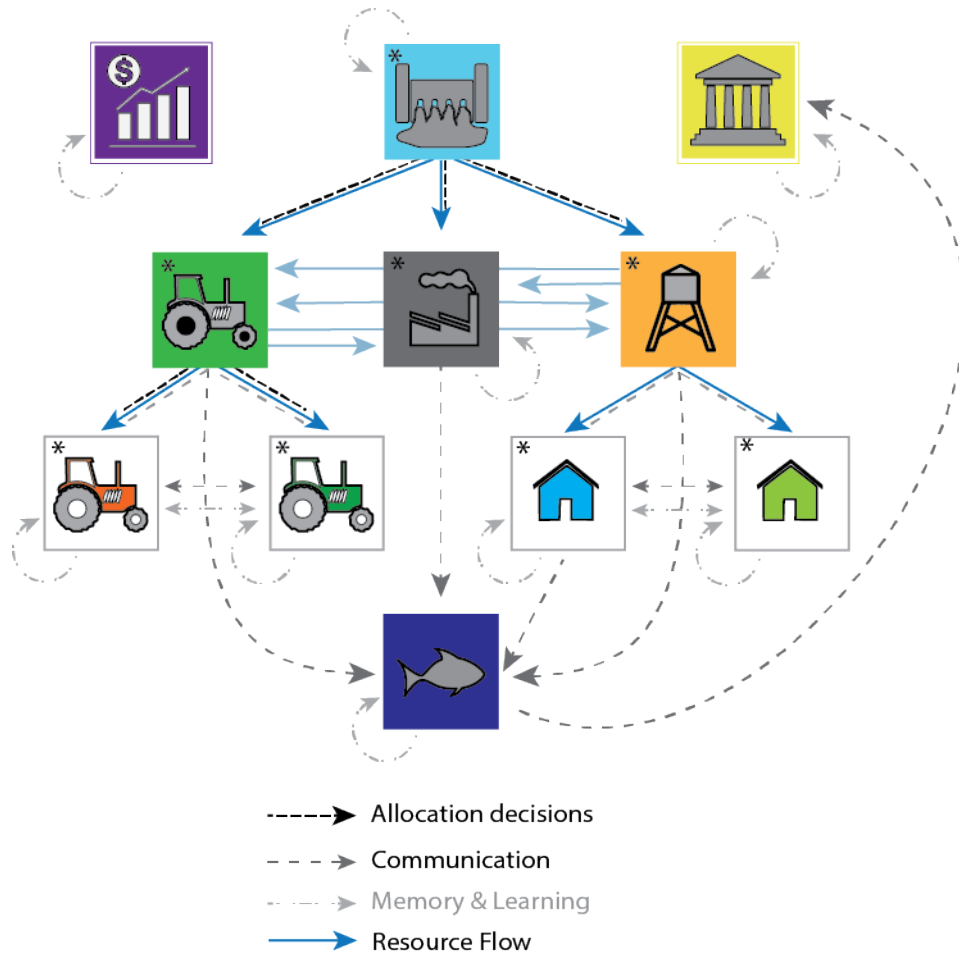 $
*
*
*
*
*
*
*
*
Allocation decisions
Communication
Memory & Learning
Resource Flow